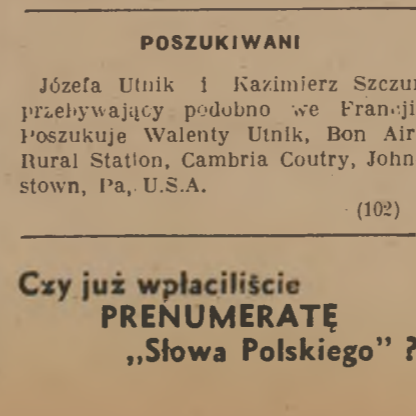 POSZUKIWANI
Józefa Utnik i Kazimierz Szczur
przebywający podobno we Francji
Poszukuje Walenty Utnik, Bon Air
Rural Station, Cambria Coutry, John
stown, Pa, U.S.A.
(102)
Czy już wpłaciliście
PRENUMERATĘ
„Słowa Polskiego" ?